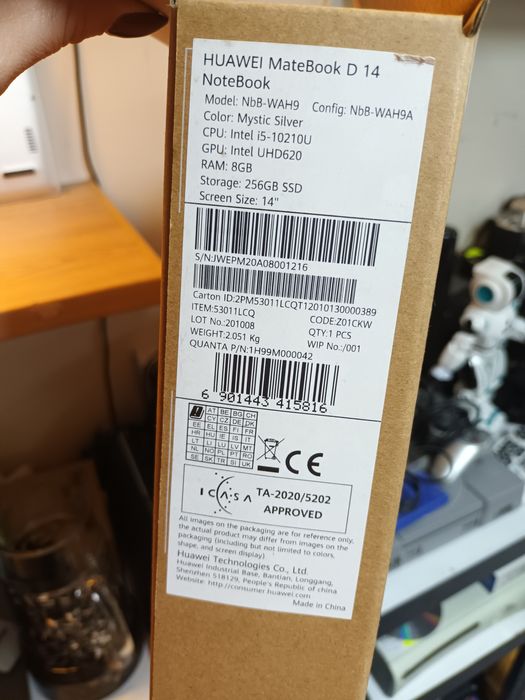 HUAWEI MateBook D 14
NoteBook
Model: NbB-WAH9 Config: NbB-WAH9A
Color: Mystic Silver
CPU: Intel i5-10210U
GPU: Intel UHD620
RAM: 8GB
Storage: 256GB SSD
Screen Size: 14"
S/N:JWEPM20A08001216
Carton ID:2PM53011LCQT12010130000389
ITEM:53011LCQ CODE:Z01CKW
LOT No.:201008 QTY:1 PCS
WEIGHT:2.051 Kg WIP No.:/001
QUANTA P/N:1H99M000042
6 901443 415816
AT BE BG CH
CY CZ DE DK
EE EL ES FI FR
HR HU IE IS IT
LT LI LU LV MT
NL NO PL PT RO
SE SK TR SI UK
CE
ICASA TA-2020/5202
APPROVED
All images on the packaging are for reference only,
the actual product may differ from images on the
packaging (including but not limited to colors,
shape, and screen display).
Huawei Technologies Co., Ltd.
Huawei Industrial Base, Bantian, Longgang,
Shenzhen 518129, People's Republic of china
Website: http://consumer.huawei.com
Made in China